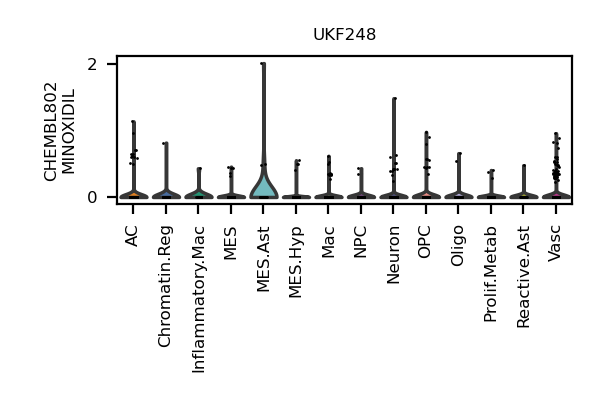 UKF248
CHEMBL802
MINOXIDIL
2
0
AC
Chromatin.Reg
Inflammatory.Mac
MES
MES.Ast
MES.Hyp
Mac
NPC
Neuron
OPC
Oligo
Prolif.Metab
Reactive.Ast
Vasc